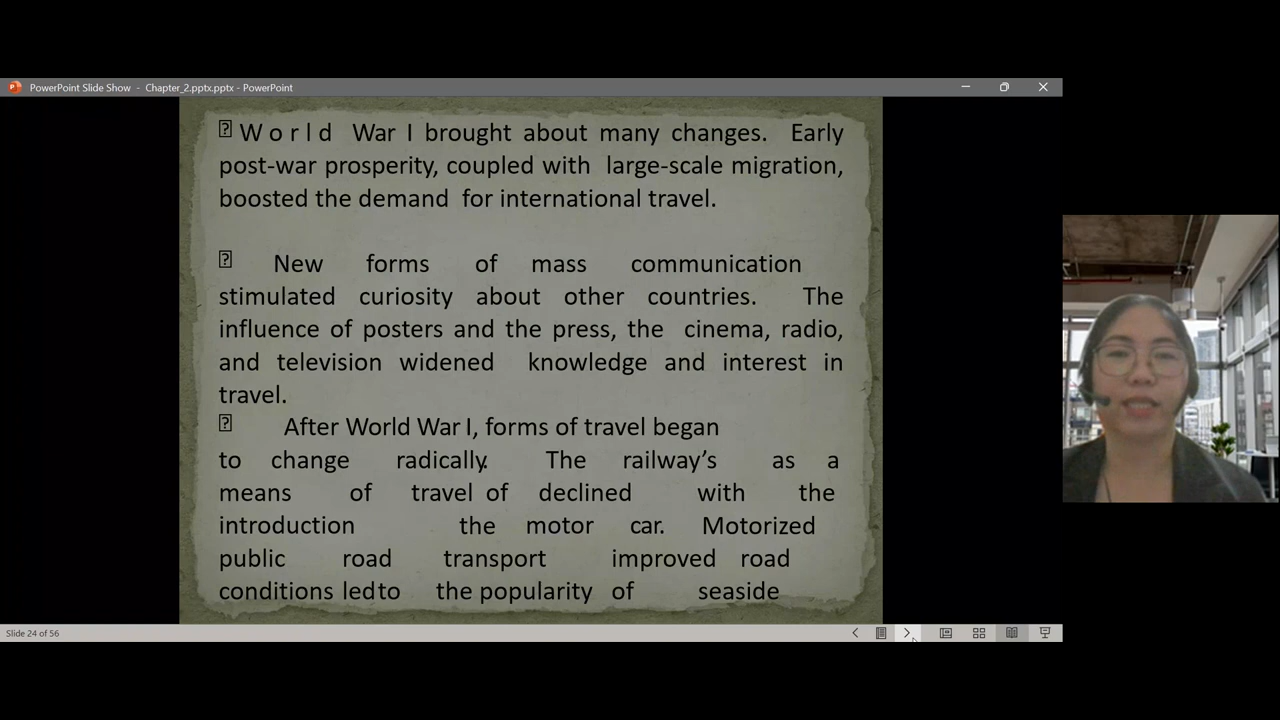 PowerPoint Slide Show - Chapter_2.pptx.pptx - PowerPoint
World War I brought about many changes. Early
post-war prosperity, coupled with large-scale migration,
boosted the demand for international travel.
New forms of mass communication
stimulated curiosity about other countries. The
influence of posters and the press, the cinema, radio,
and television widened knowledge and interest in
travel.
After World War I, forms of travel began
to change radically. The railway’s as a
means of travel of declined with the
introduction the motor car. Motorized
public road transport improved road
conditions ledto the popularity of seaside
Slide 24 of 56